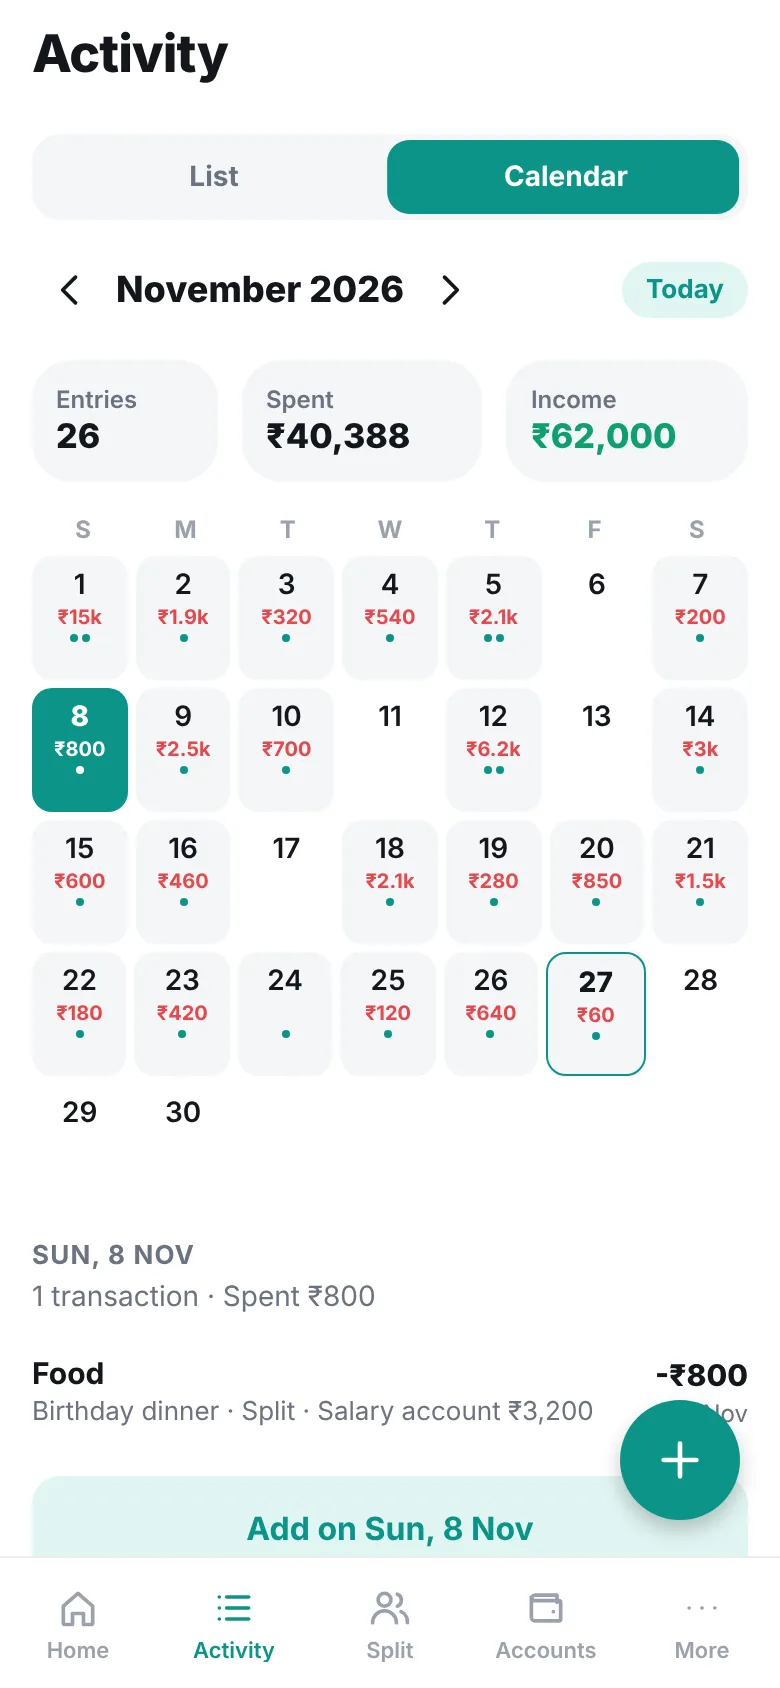 Activity
List Calendar
November 2026 Today
Entries Spent Income
26 ₹40,388 ₹62,000
S M T W T F S
1 2 3 4 5 6 7
₹15k ₹1.9k ₹320 ₹540 ₹2.1k ₹200
8 9 10 11 12 13 14
₹800 ₹2.5k ₹700 ₹6.2k ₹3k
15 16 17 18 19 20 21
₹600 ₹460 ₹2.1k ₹280 ₹850 ₹1.5k
22 23 24 25 26 27 28
₹180 ₹420 ₹120 ₹640 ₹60
29 30
SUN, 8 NOV
1 transaction · Spent ₹800
Food -₹800
Birthday dinner · Split · Salary account ₹3,200
Add on Sun, 8 Nov
Home Activity Split Accounts More